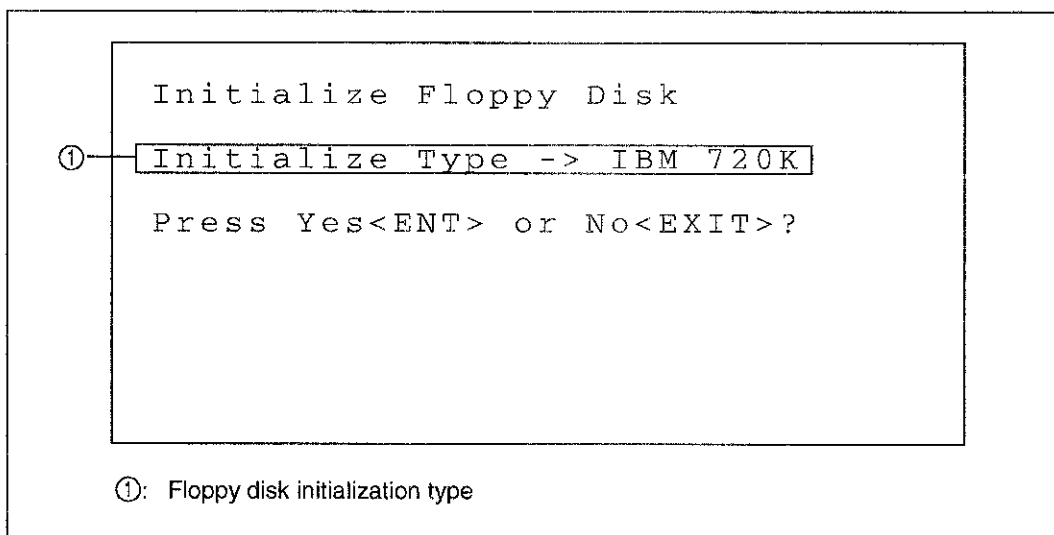 Initialize Floppy Disk
① Initialize Type -> IBM 720K
Press Yes<ENT> or No<EXIT>?
①: Floppy disk initialization type